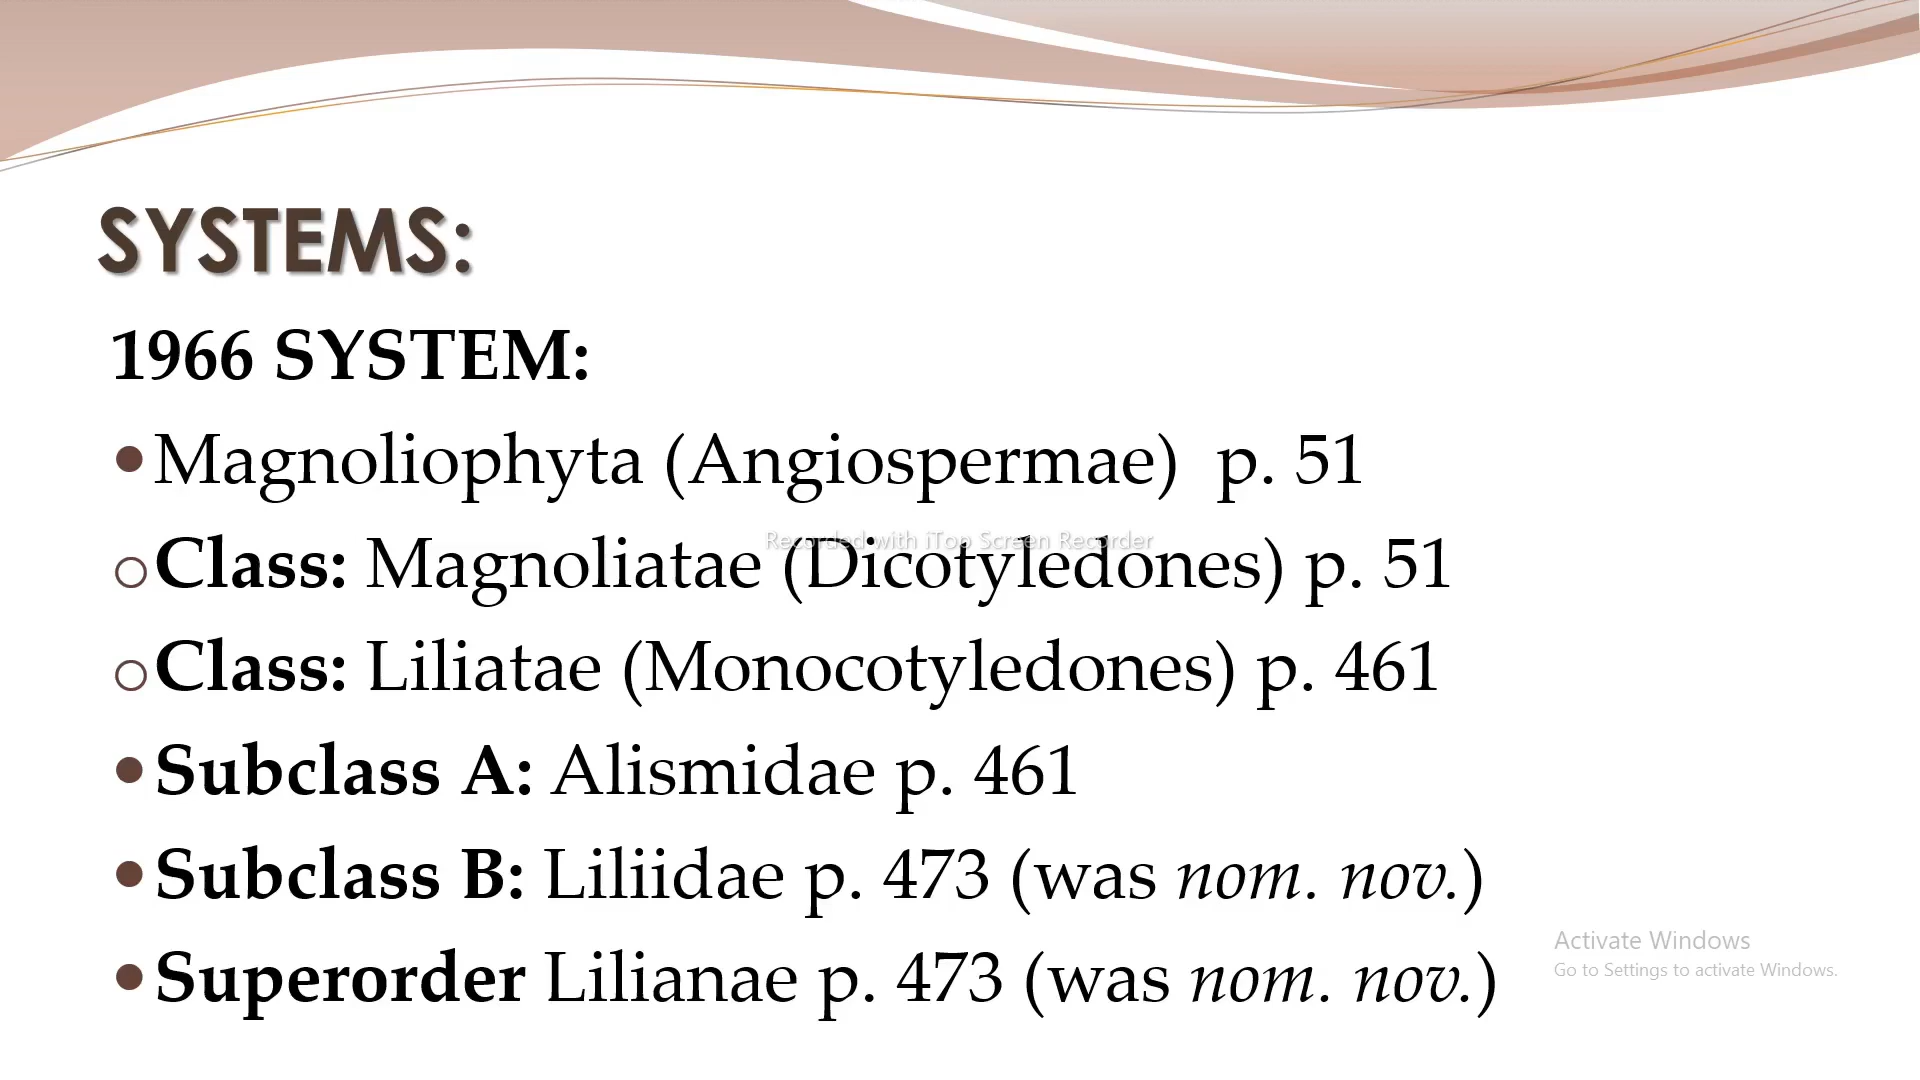 SYSTEMS:
1966 SYSTEM:
•Magnoliophyta (Angiospermae)  p. 51
Recorded with iTop Screen Recorder
○Class: Magnoliatae (Dicotyledones) p. 51
○Class: Liliatae (Monocotyledones) p. 461
•Subclass A: Alismidae p. 461
•Subclass B: Liliidae p. 473 (was nom. nov.)
Activate Windows
Go to Settings to activate Windows.
•Superorder Lilianae p. 473 (was nom. nov.)